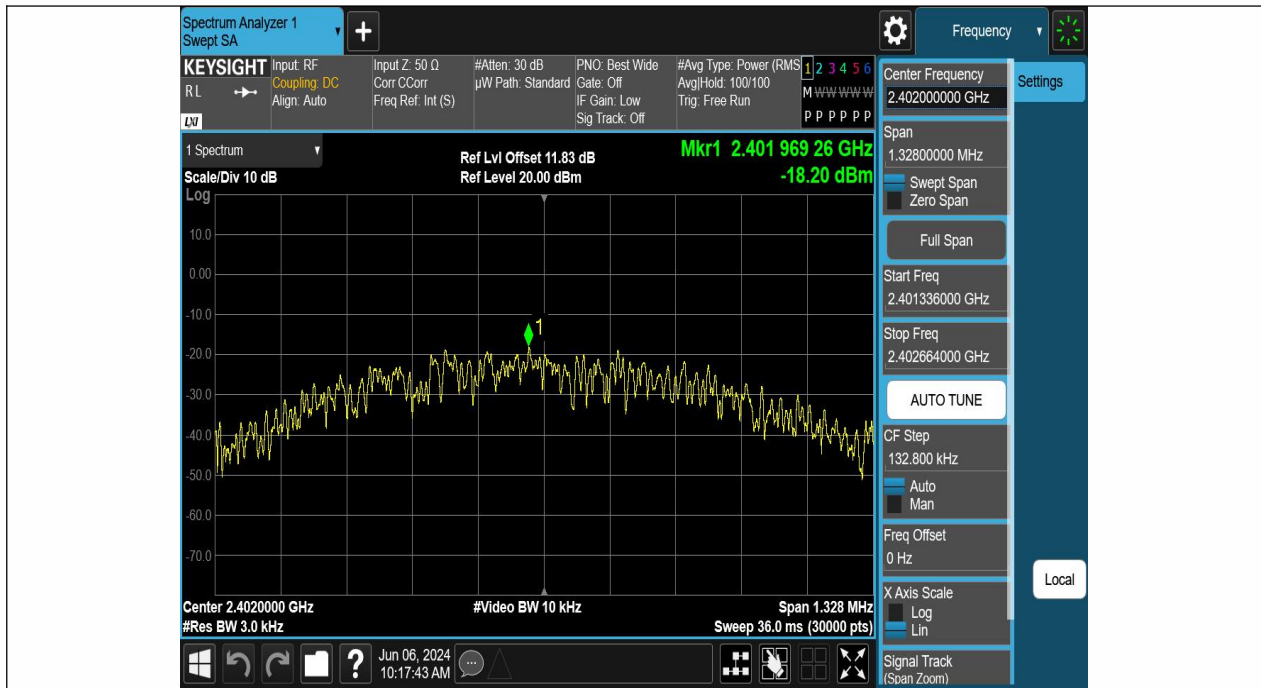 Spectrum Analyzer 1
Swept SA
+
Frequency
KEYSIGHT
RL
LXI
Input: RF
Coupling: DC
Align: Auto
Input Z: 50 Ω
Corr CCorr
Freq Ref: Int (S)
#Atten: 30 dB
µW Path: Standard
PNO: Best Wide
Gate: Off
IF Gain: Low
Sig Track: Off
#Avg Type: Power (RMS
Avg|Hold: 100/100
Trig: Free Run
1 2 3 4 5 6
M W W W W W
P P P P P P
1 Spectrum
Scale/Div 10 dB
Log
Ref Lvl Offset 11.83 dB
Ref Level 20.00 dBm
Mkr1 2.401 969 26 GHz
-18.20 dBm
10.0
0.00
-10.0
-20.0
-30.0
-40.0
-50.0
-60.0
-70.0
1
Center 2.4020000 GHz
#Res BW 3.0 kHz
#Video BW 10 kHz
Span 1.328 MHz
Sweep 36.0 ms (30000 pts)
?
Jun 06, 2024
10:17:43 AM
Center Frequency
2.402000000 GHz
Settings
Span
1.32800000 MHz
Swept Span
Zero Span
Full Span
Start Freq
2.401336000 GHz
Stop Freq
2.402664000 GHz
AUTO TUNE
CF Step
132.800 kHz
Auto
Man
Freq Offset
0 Hz
X Axis Scale
Log
Lin
Local
Signal Track
(Span Zoom)